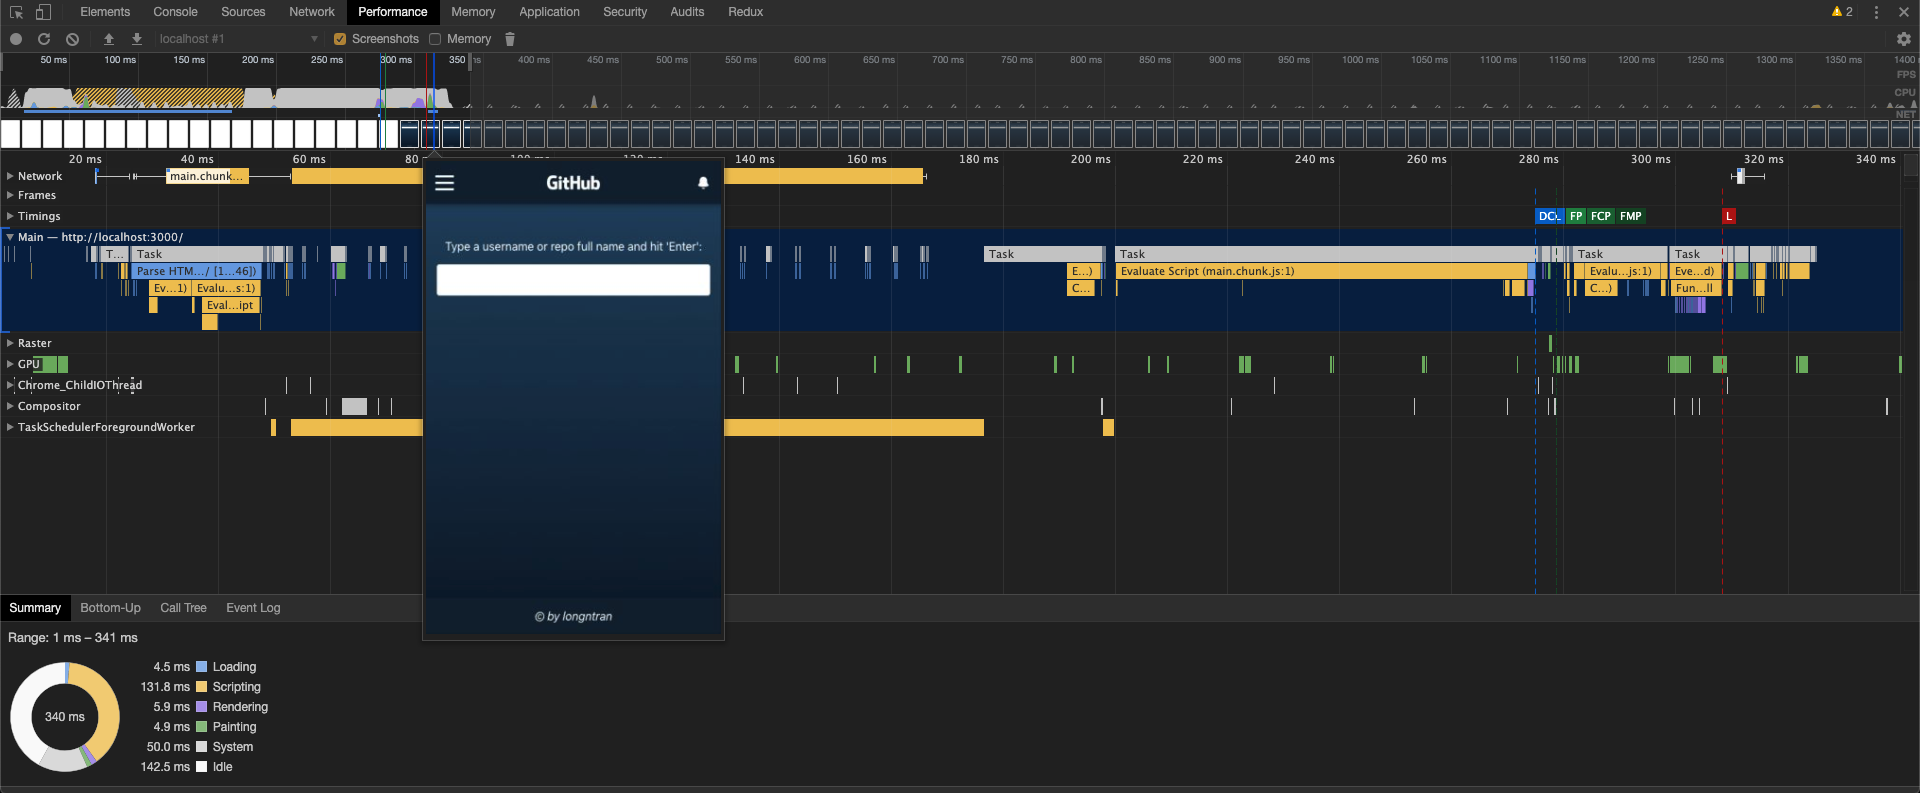 Elements Console Sources Network Performance Memory Application Security Audits Redux 2
localhost #1 Screenshots Memory
50 ms 100 ms 150 ms 200 ms 250 ms 300 ms 350 ms 400 ms 450 ms 500 ms 550 ms 600 ms 650 ms 700 ms 750 ms 800 ms 850 ms 900 ms 950 ms 1000 ms 1050 ms 1100 ms 1150 ms 1200 ms 1250 ms 1300 ms 1350 ms 1400
FPS
CPU
NET
20 ms 40 ms 60 ms 80 140 ms 160 ms 180 ms 200 ms 220 ms 240 ms 260 ms 280 ms 300 ms 320 ms 340 ms
Network main.chunk...
Frames
Timings DCL FP FCP FMP L
Main — http://localhost:3000/
T... Task Task Task Task Task
Parse HTM.../ [1...46]) E...) Evaluate Script (main.chunk.js:1) Evalu...js:1) Eve...d)
Ev...1) Evalu...s:1) C... C...) Fun...ll
Eval...ipt
Raster
GPU
Chrome_ChildIOThread
Compositor
TaskSchedulerForegroundWorker
GitHub
Type a username or repo full name and hit 'Enter':
© by longntran
Summary Bottom-Up Call Tree Event Log
Range: 1 ms – 341 ms
340 ms
4.5 ms Loading
131.8 ms Scripting
5.9 ms Rendering
4.9 ms Painting
50.0 ms System
142.5 ms Idle